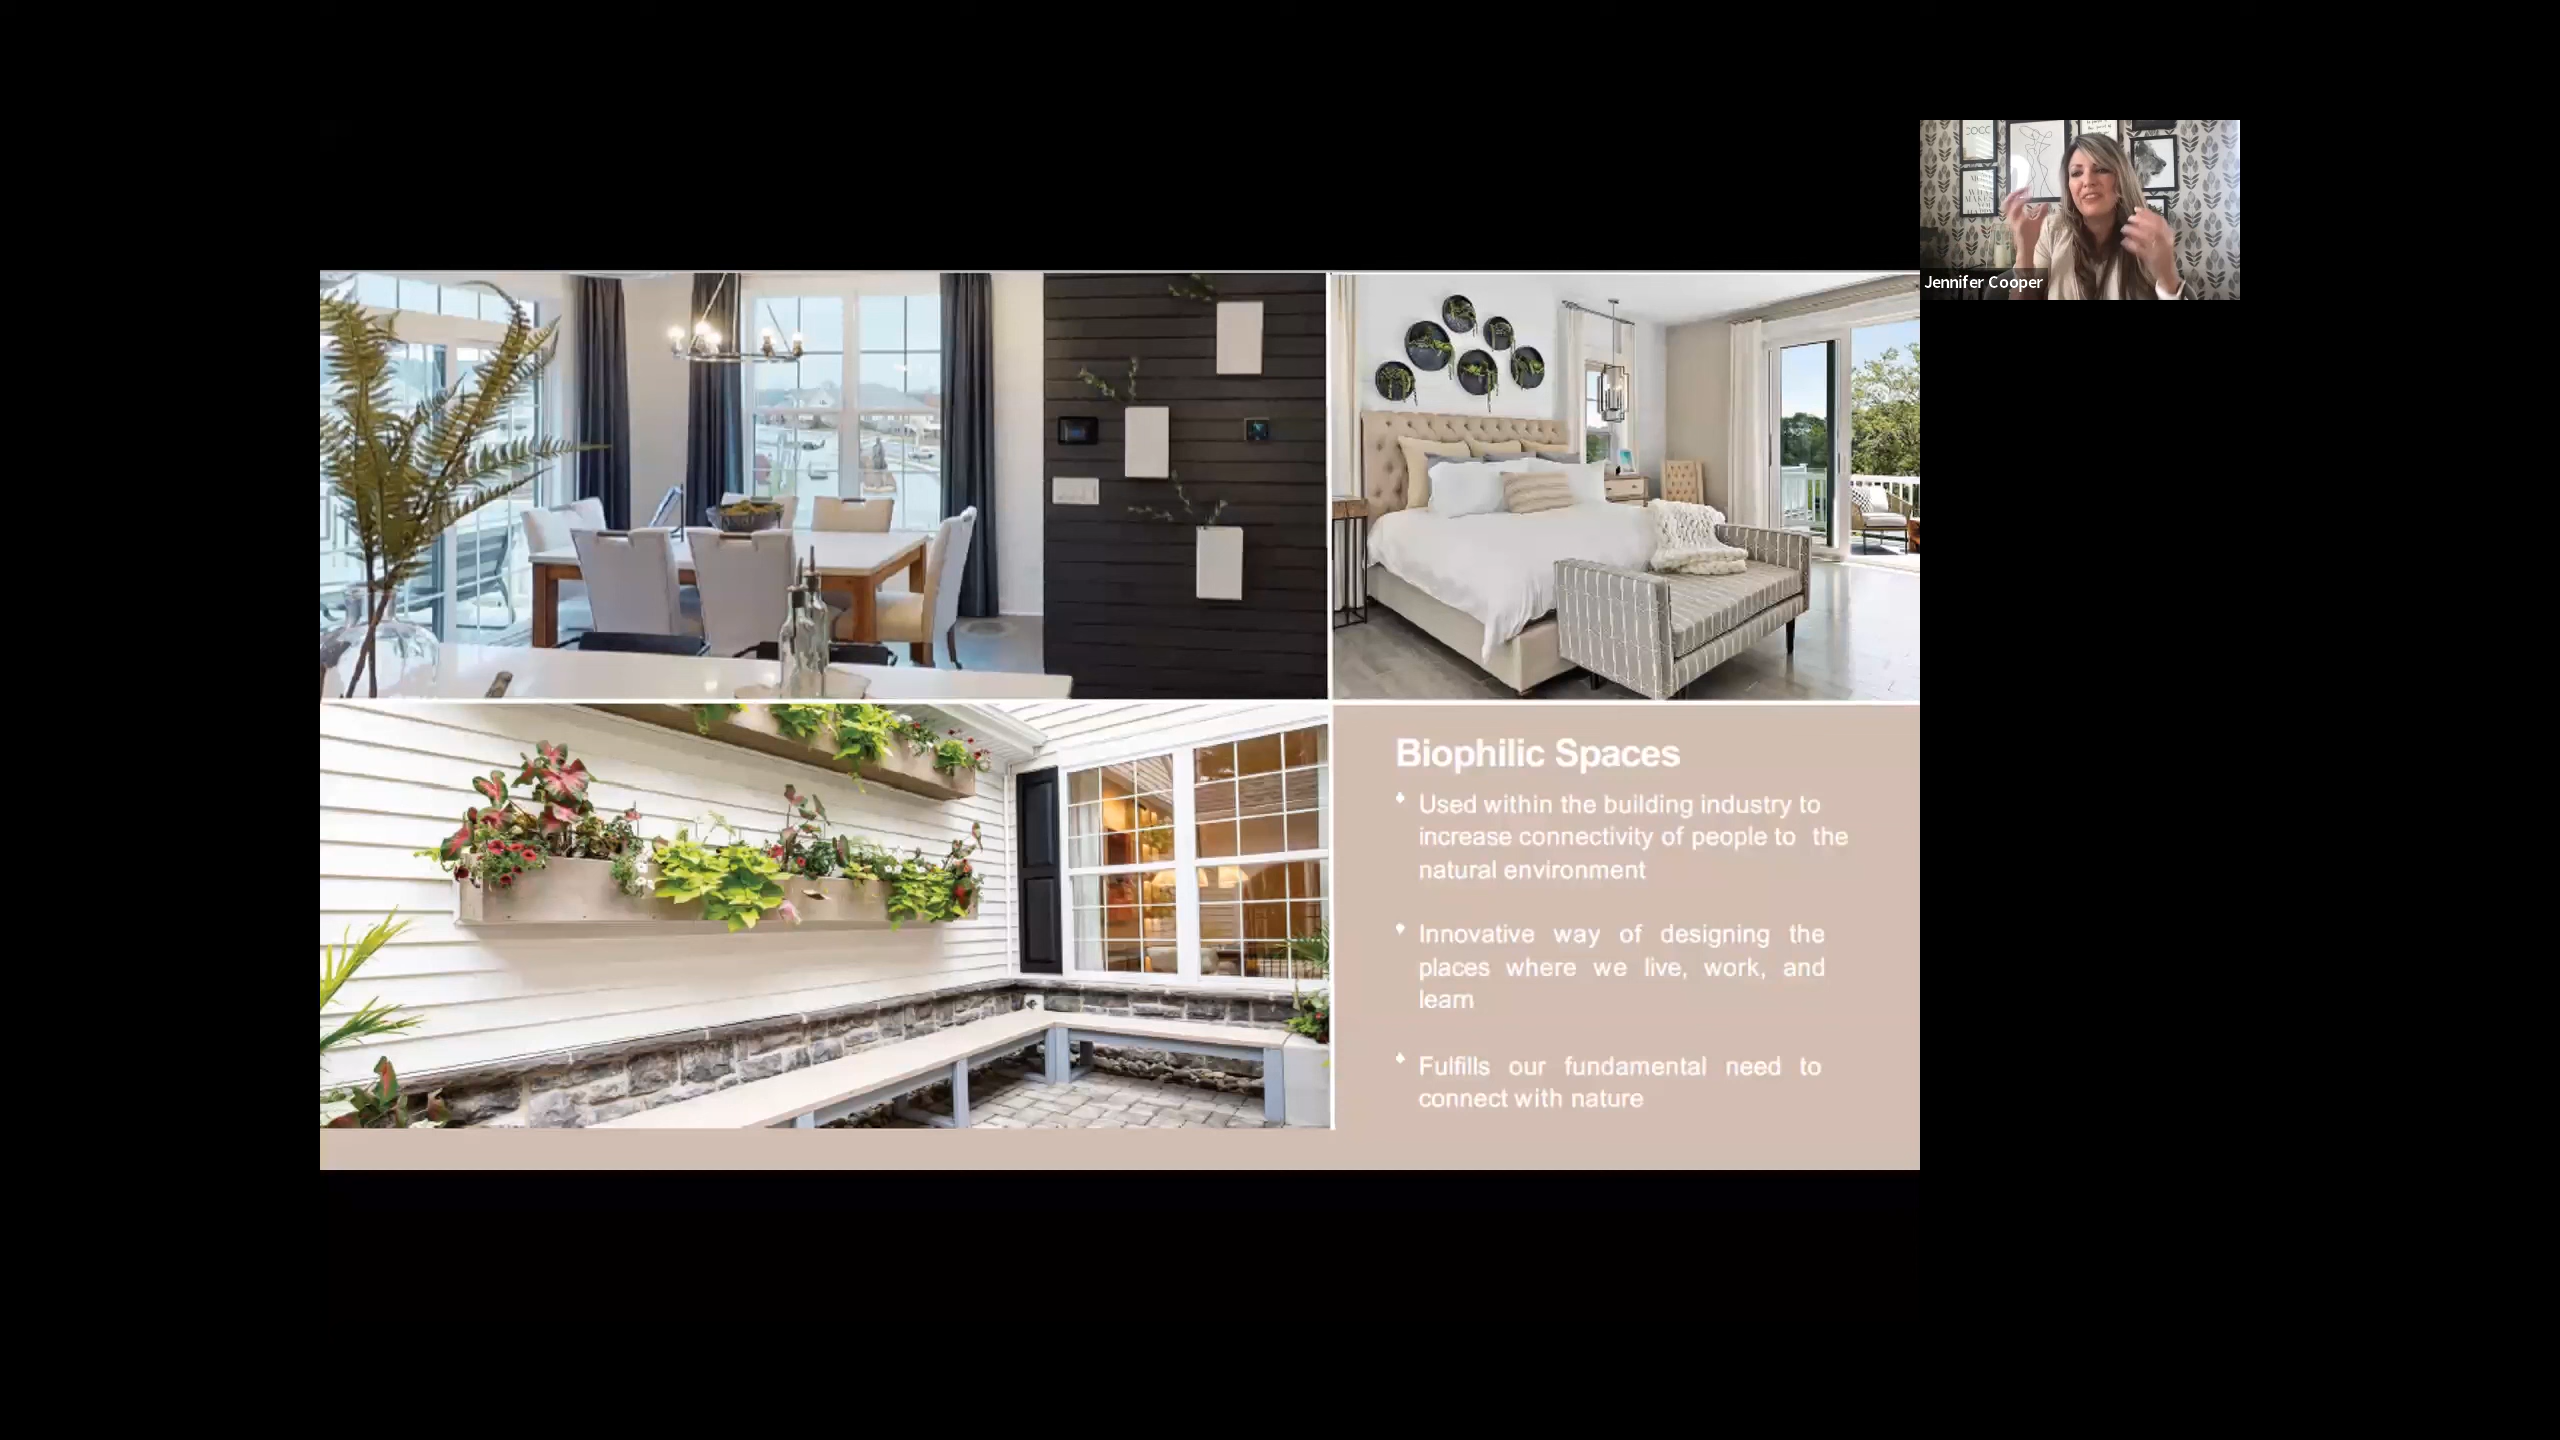 COCO
Jennifer Cooper
Biophilic Spaces
Used within the building industry to
increase connectivity of people to the
natural environment
Innovative way of designing the
places where we live, work, and
learn
Fulfills our fundamental need to
connect with nature